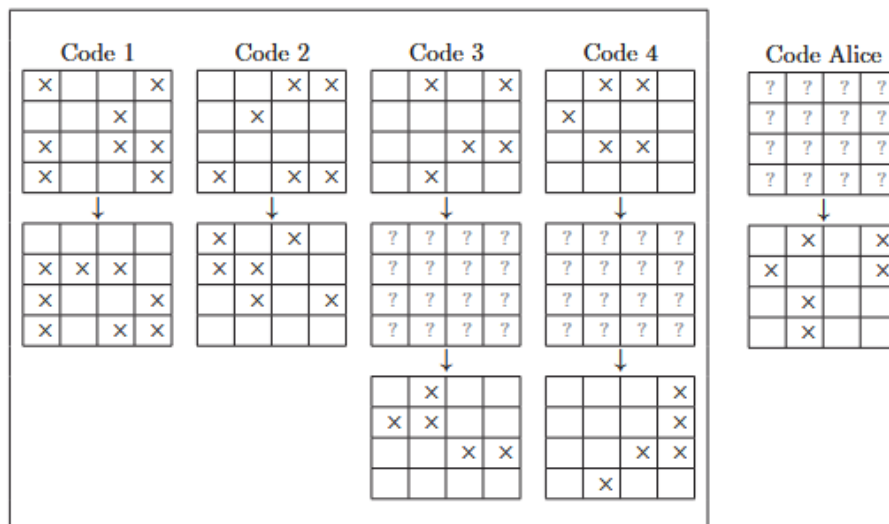 Code 1 Code 2 Code 3 Code 4 Code Alice
× × × × × × × × ? ? ? ?
× × × ? ? ? ?
× × × × × × × ? ? ? ?
× × × × × × ? ? ? ?
↓ ↓ ↓ ↓ ↓
× × ? ? ? ? ? ? ? ? × ×
× × × × × ? ? ? ? ? ? ? ? × ×
× × × × ? ? ? ? ? ? ? ? ×
× × × ? ? ? ? ? ? ? ? ×
↓ ↓
× ×
× × ×
× × × ×
×